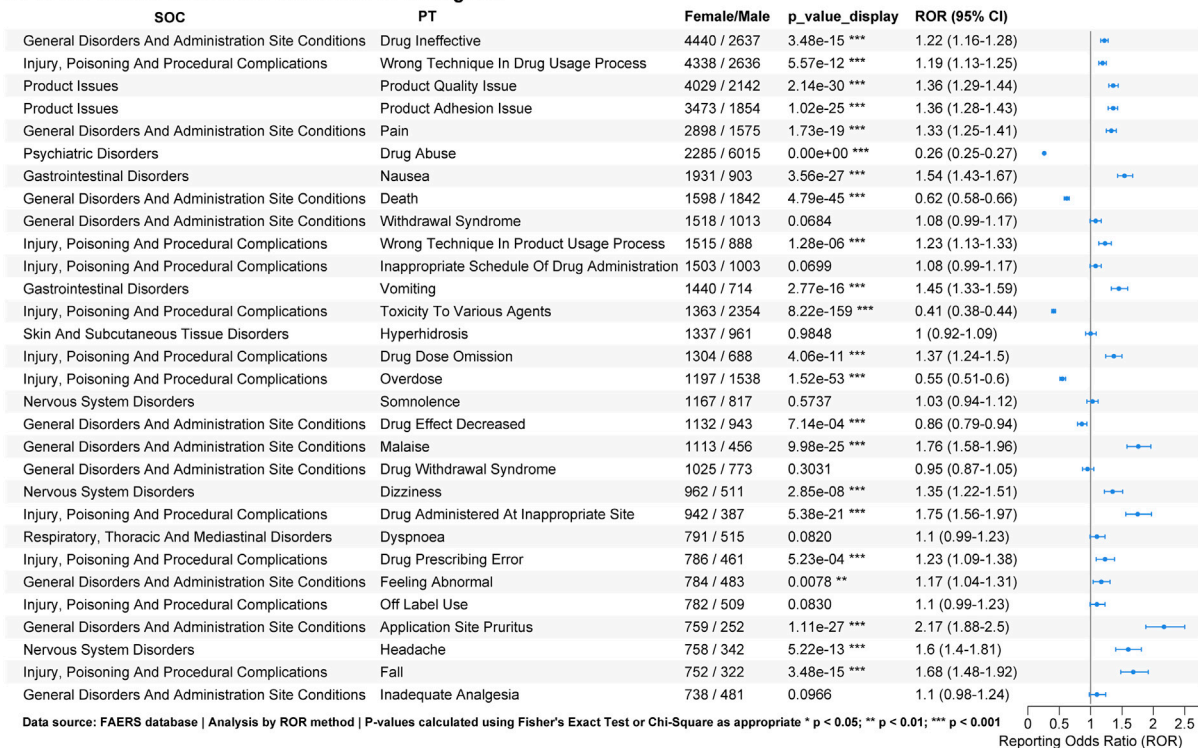 SOC PT Female/Male p_value_display ROR (95% CI)
General Disorders And Administration Site Conditions Drug Ineffective 4440 / 2637 3.48e-15 *** 1.22 (1.16-1.28)
Injury, Poisoning And Procedural Complications Wrong Technique In Drug Usage Process 4338 / 2636 5.57e-12 *** 1.19 (1.13-1.25)
Product Issues Product Quality Issue 4029 / 2142 2.14e-30 *** 1.36 (1.29-1.44)
Product Issues Product Adhesion Issue 3473 / 1854 1.02e-25 *** 1.36 (1.28-1.43)
General Disorders And Administration Site Conditions Pain 2898 / 1575 1.73e-19 *** 1.33 (1.25-1.41)
Psychiatric Disorders Drug Abuse 2285 / 6015 0.00e+00 *** 0.26 (0.25-0.27)
Gastrointestinal Disorders Nausea 1931 / 903 3.56e-27 *** 1.54 (1.43-1.67)
General Disorders And Administration Site Conditions Death 1598 / 1842 4.79e-45 *** 0.62 (0.58-0.66)
General Disorders And Administration Site Conditions Withdrawal Syndrome 1518 / 1013 0.0684 1.08 (0.99-1.17)
Injury, Poisoning And Procedural Complications Wrong Technique In Product Usage Process 1515 / 888 1.28e-06 *** 1.23 (1.13-1.33)
Injury, Poisoning And Procedural Complications Inappropriate Schedule Of Drug Administration 1503 / 1003 0.0699 1.08 (0.99-1.17)
Gastrointestinal Disorders Vomiting 1440 / 714 2.77e-16 *** 1.45 (1.33-1.59)
Injury, Poisoning And Procedural Complications Toxicity To Various Agents 1363 / 2354 8.22e-159 *** 0.41 (0.38-0.44)
Skin And Subcutaneous Tissue Disorders Hyperhidrosis 1337 / 961 0.9848 1 (0.92-1.09)
Injury, Poisoning And Procedural Complications Drug Dose Omission 1304 / 688 4.06e-11 *** 1.37 (1.24-1.5)
Injury, Poisoning And Procedural Complications Overdose 1197 / 1538 1.52e-53 *** 0.55 (0.51-0.6)
Nervous System Disorders Somnolence 1167 / 817 0.5737 1.03 (0.94-1.12)
General Disorders And Administration Site Conditions Drug Effect Decreased 1132 / 943 7.14e-04 *** 0.86 (0.79-0.94)
General Disorders And Administration Site Conditions Malaise 1113 / 456 9.98e-25 *** 1.76 (1.58-1.96)
General Disorders And Administration Site Conditions Drug Withdrawal Syndrome 1025 / 773 0.3031 0.95 (0.87-1.05)
Nervous System Disorders Dizziness 962 / 511 2.85e-08 *** 1.35 (1.22-1.51)
Injury, Poisoning And Procedural Complications Drug Administered At Inappropriate Site 942 / 387 5.38e-21 *** 1.75 (1.56-1.97)
Respiratory, Thoracic And Mediastinal Disorders Dyspnoea 791 / 515 0.0820 1.1 (0.99-1.23)
Injury, Poisoning And Procedural Complications Drug Prescribing Error 786 / 461 5.23e-04 *** 1.23 (1.09-1.38)
General Disorders And Administration Site Conditions Feeling Abnormal 784 / 483 0.0078 ** 1.17 (1.04-1.31)
Injury, Poisoning And Procedural Complications Off Label Use 782 / 509 0.0830 1.1 (0.99-1.23)
General Disorders And Administration Site Conditions Application Site Pruritus 759 / 252 1.11e-27 *** 2.17 (1.88-2.5)
Nervous System Disorders Headache 758 / 342 5.22e-13 *** 1.6 (1.4-1.81)
Injury, Poisoning And Procedural Complications Fall 752 / 322 3.48e-15 *** 1.68 (1.48-1.92)
General Disorders And Administration Site Conditions Inadequate Analgesia 738 / 481 0.0966 1.1 (0.98-1.24)
Data source: FAERS database | Analysis by ROR method | P-values calculated using Fisher's Exact Test or Chi-Square as appropriate * p < 0.05; ** p < 0.01; *** p < 0.001
0 0.5 1 1.5 2 2.5
Reporting Odds Ratio (ROR)